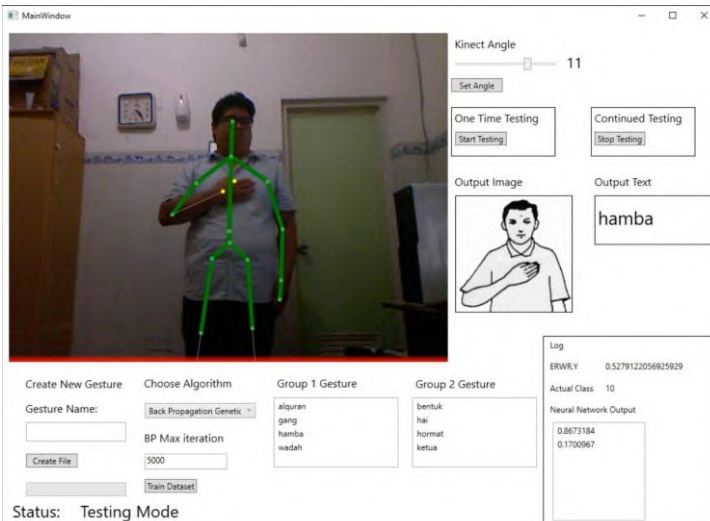 MainWindow
Kinect Angle
11
Set Angle
One Time Testing
Start Testing
Continued Testing
Stop Testing
Output Image
Output Text
hamba
Create New Gesture
Gesture Name:
Create File
Choose Algorithm
Back Propagation Genetic
BP Max iteration
5000
Train Dataset
Group 1 Gesture
alquran
gang
hamba
wadah
Group 2 Gesture
bentuk
hai
hormat
ketua
Log
ERWR.Y 0.5279122056925929
Actual Class 10
Neural Network Output
0.8673184
0.1700967
Status: Testing Mode